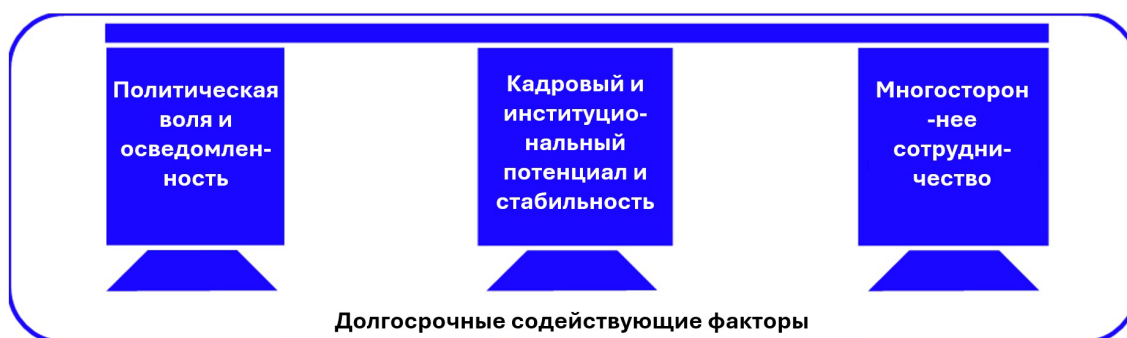 Политическая
воля и
осведомлен-
ность
Кадровый и
институцио-
нальный
потенциал и
стабильность
Многосторон
-нее
сотрудни-
чество
Долгосрочные содействующие факторы